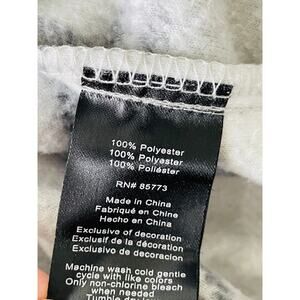 100% Polyester
100% Polyester
100% Poliéster
RN# 85773
Made in China
Fabriqué en Chine
Hecho en China
Exclusive of decoration
Exclusif de la décoration
Exclusivo de decoracion
Machine wash cold gentle
cycle with like colors
Only non-chlorine bleach
when needed
Tumble